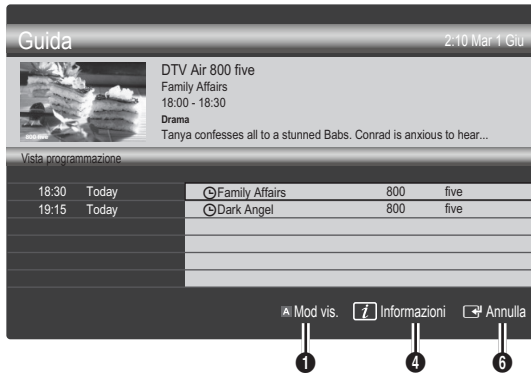 Guida 2:10 Mar 1 Giu
DTV Air 800 five
Family Affairs
18:00 - 18:30
Drama
Tanya confesses all to a stunned Babs. Conrad is anxious to hear...
800 five
Vista programmazione
18:30 Today Family Affairs 800 five
19:15 Today Dark Angel 800 five
A Mod vis. i Informazioni Annulla
1 4 6